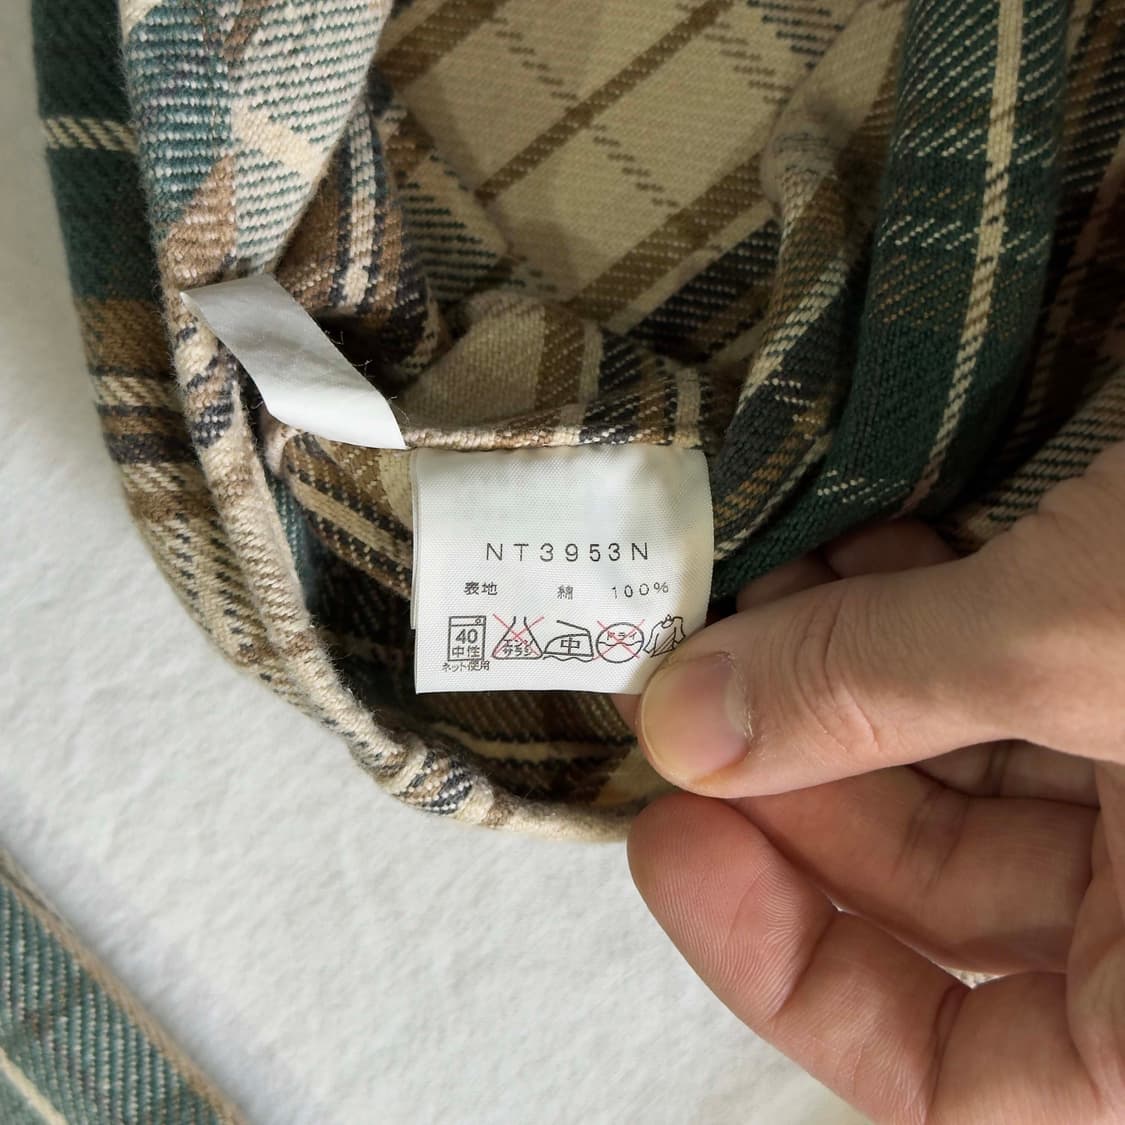 NT3953N
表地 綿 100%
40 エンソサラシ 中 ドライ
中性
ネット使用